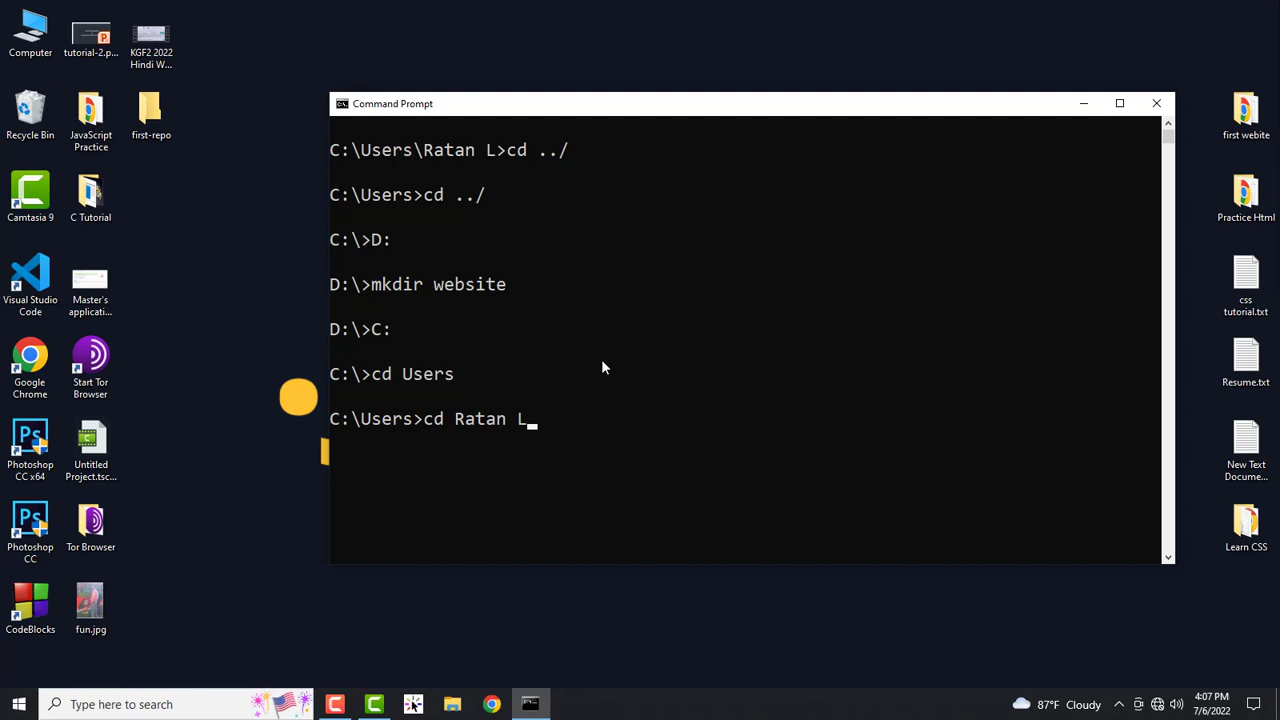 Computer
tutorial-2.p...
KGF2 2022
Hindi W...
Recycle Bin
JavaScript
Practice
first-repo
Camtasia 9
C Tutorial
Visual Studio
Code
Master's
applicati...
Google
Chrome
Start Tor
Browser
Photoshop
CC x64
Untitled
Project.tsc...
Photoshop
CC
Tor Browser
CodeBlocks
fun.jpg
Command Prompt
C:\Users\Ratan L>cd ../
C:\Users>cd ../
C:\>D:
D:\>mkdir website
D:\>C:
C:\>cd Users
C:\Users>cd Ratan L_
first webite
Practice Html
css
tutorial.txt
Resume.txt
New Text
Docume...
Learn CSS
Type here to search
87°F Cloudy
4:07 PM
7/6/2022